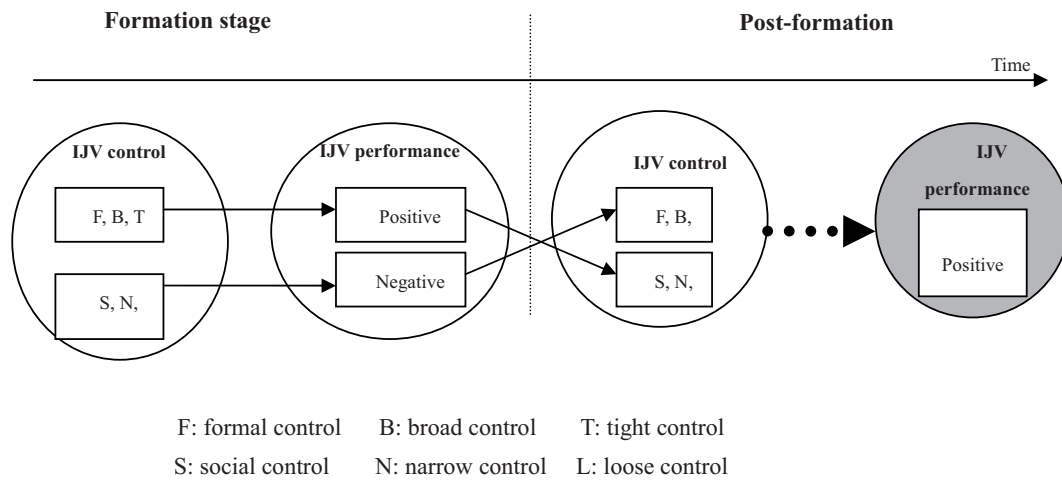 Formation stage
Post-formation
Time
IJV control
F, B, T
S, N,
IJV performance
Positive
Negative
IJV control
F, B,
S, N,
IJV
performance
Positive
F: formal control B: broad control T: tight control
S: social control N: narrow control L: loose control